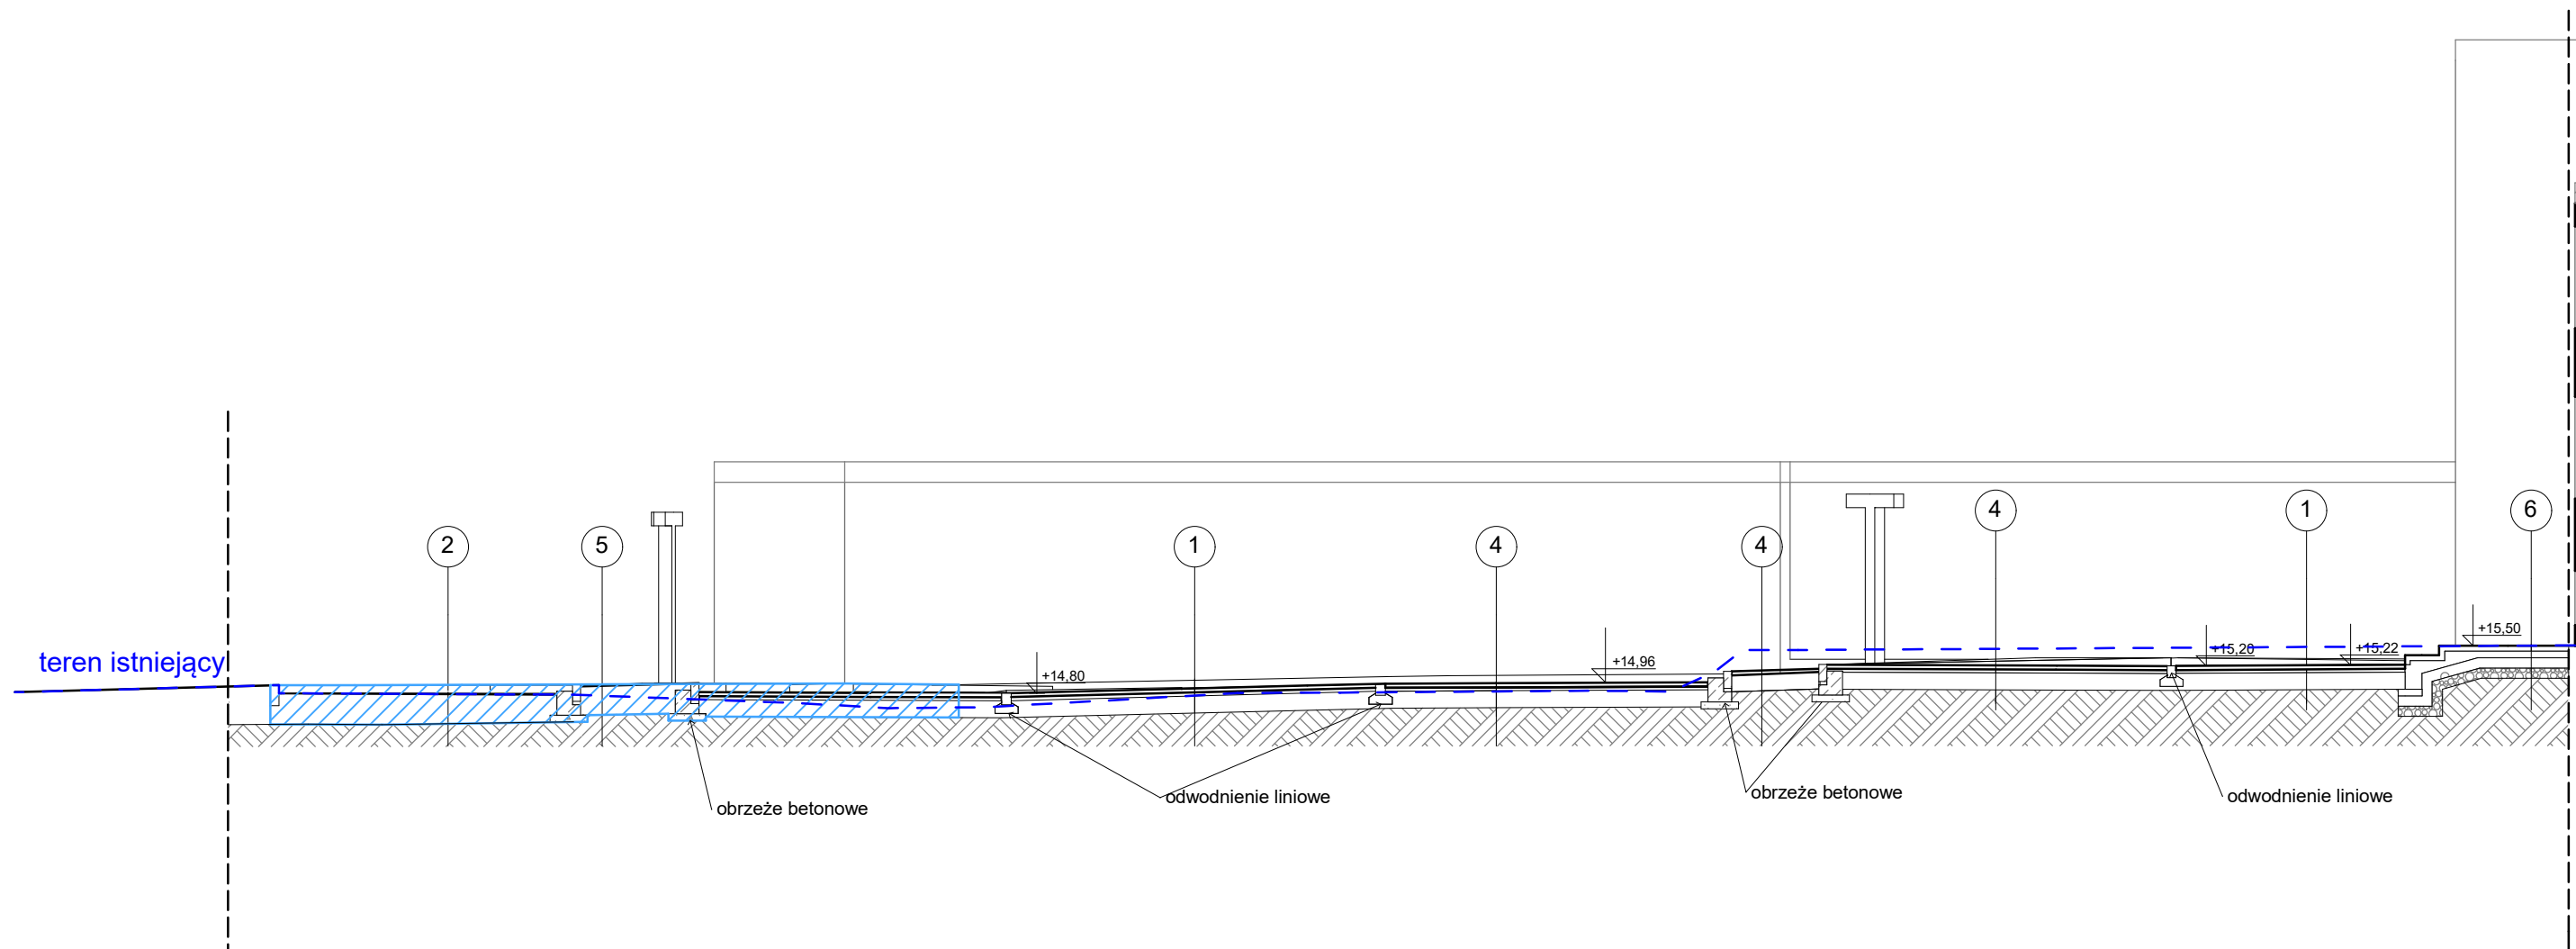 4
1
6
2
5
1
4
4
+15,50
+15,20
+15,22
teren istniejący
+14,96
+14,80
obrzeże betonowe
odwodnienie liniowe
odwodnienie liniowe
obrzeże betonowe